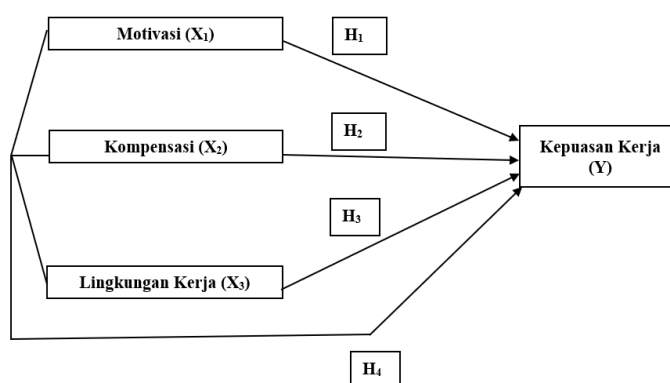 Motivasi (X₁)
H₁
H₂
Kompensasi (X₂)
Kepuasan Kerja
(Y)
H₃
Lingkungan Kerja (X₃)
H₄